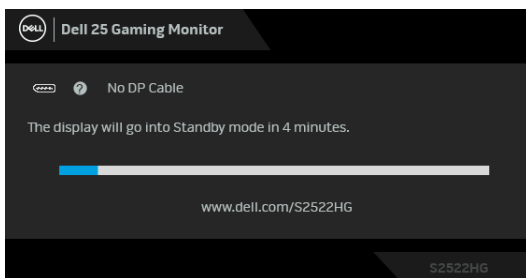 DELL
Dell 25 Gaming Monitor
No DP Cable
The display will go into Standby mode in 4 minutes.
www.dell.com/S2522HG
S2522HG